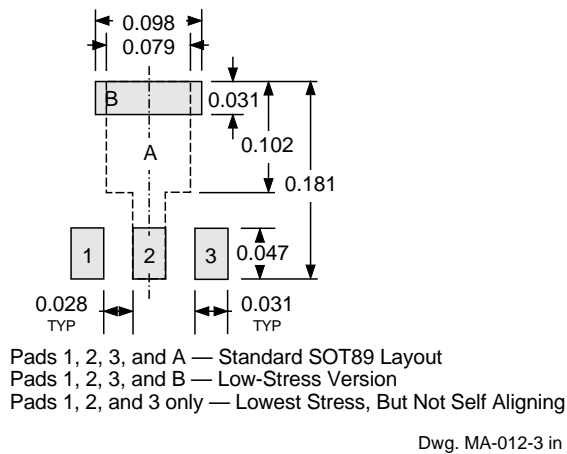 0.098
0.079
B
0.031
A
0.102
0.181
1
2
3
0.047
0.028
TYP
0.031
TYP
Pads 1, 2, 3, and A — Standard SOT89 Layout
Pads 1, 2, 3, and B — Low-Stress Version
Pads 1, 2, and 3 only — Lowest Stress, But Not Self Aligning
Dwg. MA-012-3 in